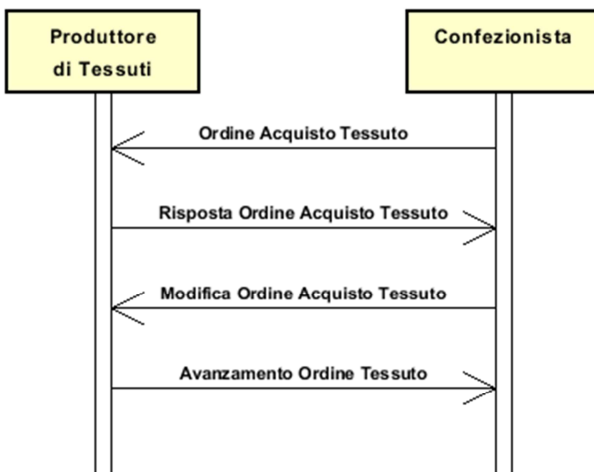 Produttore
di Tessuti
Confezionista
Ordine Acquisto Tessuto
Risposta Ordine Acquisto Tessuto
Modifica Ordine Acquisto Tessuto
Avanzamento Ordine Tessuto